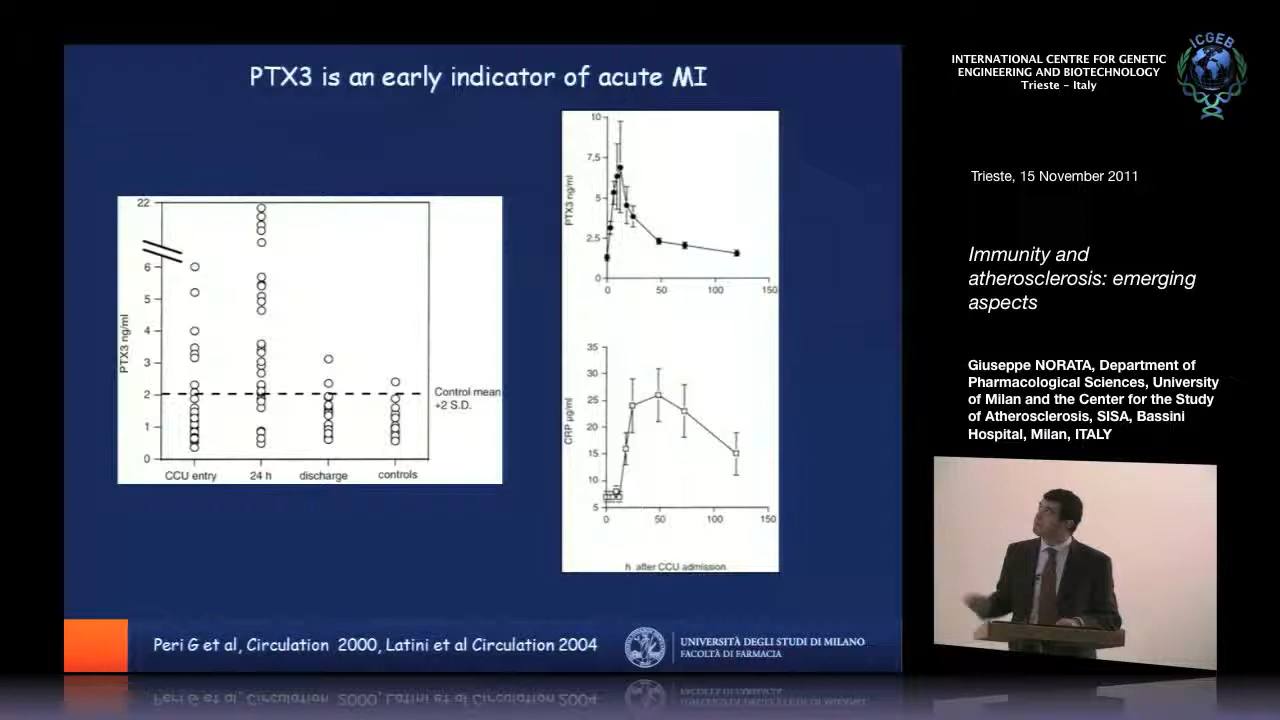 PTX3 is an early indicator of acute MI
22
6
5
4
3
2
1
0
PTX3 ng/ml
Control mean
+2 S.D.
CCU entry
24 h
discharge
controls
10
7,5
5
2,5
0
PTX3 ng/ml
0
50
100
150
35
31
30
25
19
15
10
5
CRP µg/ml
0
50
100
150
h after CCU admission
Peri G et al, Circulation 2000, Latini et al Circulation 2004
UNIVERSITÀ DEGLI STUDI DI MILANO
FACOLTÀ DI FARMACIA
INTERNATIONAL CENTRE FOR GENETIC
ENGINEERING AND BIOTECHNOLOGY
Trieste - Italy
ICGEB
Trieste, 15 November 2011
Immunity and
atherosclerosis: emerging
aspects
Giuseppe NORATA, Department of
Pharmacological Sciences, University
of Milan and the Center for the Study
of Atherosclerosis, SISA, Bassini
Hospital, Milan, ITALY